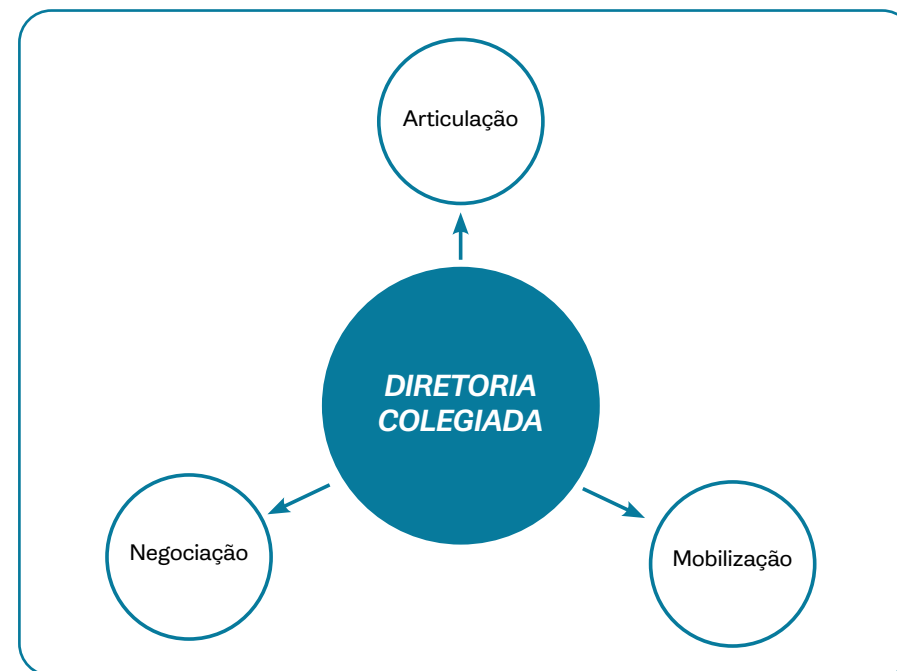 Articulação
DIRETORIA
COLEGIADA
Negociação
Mobilização